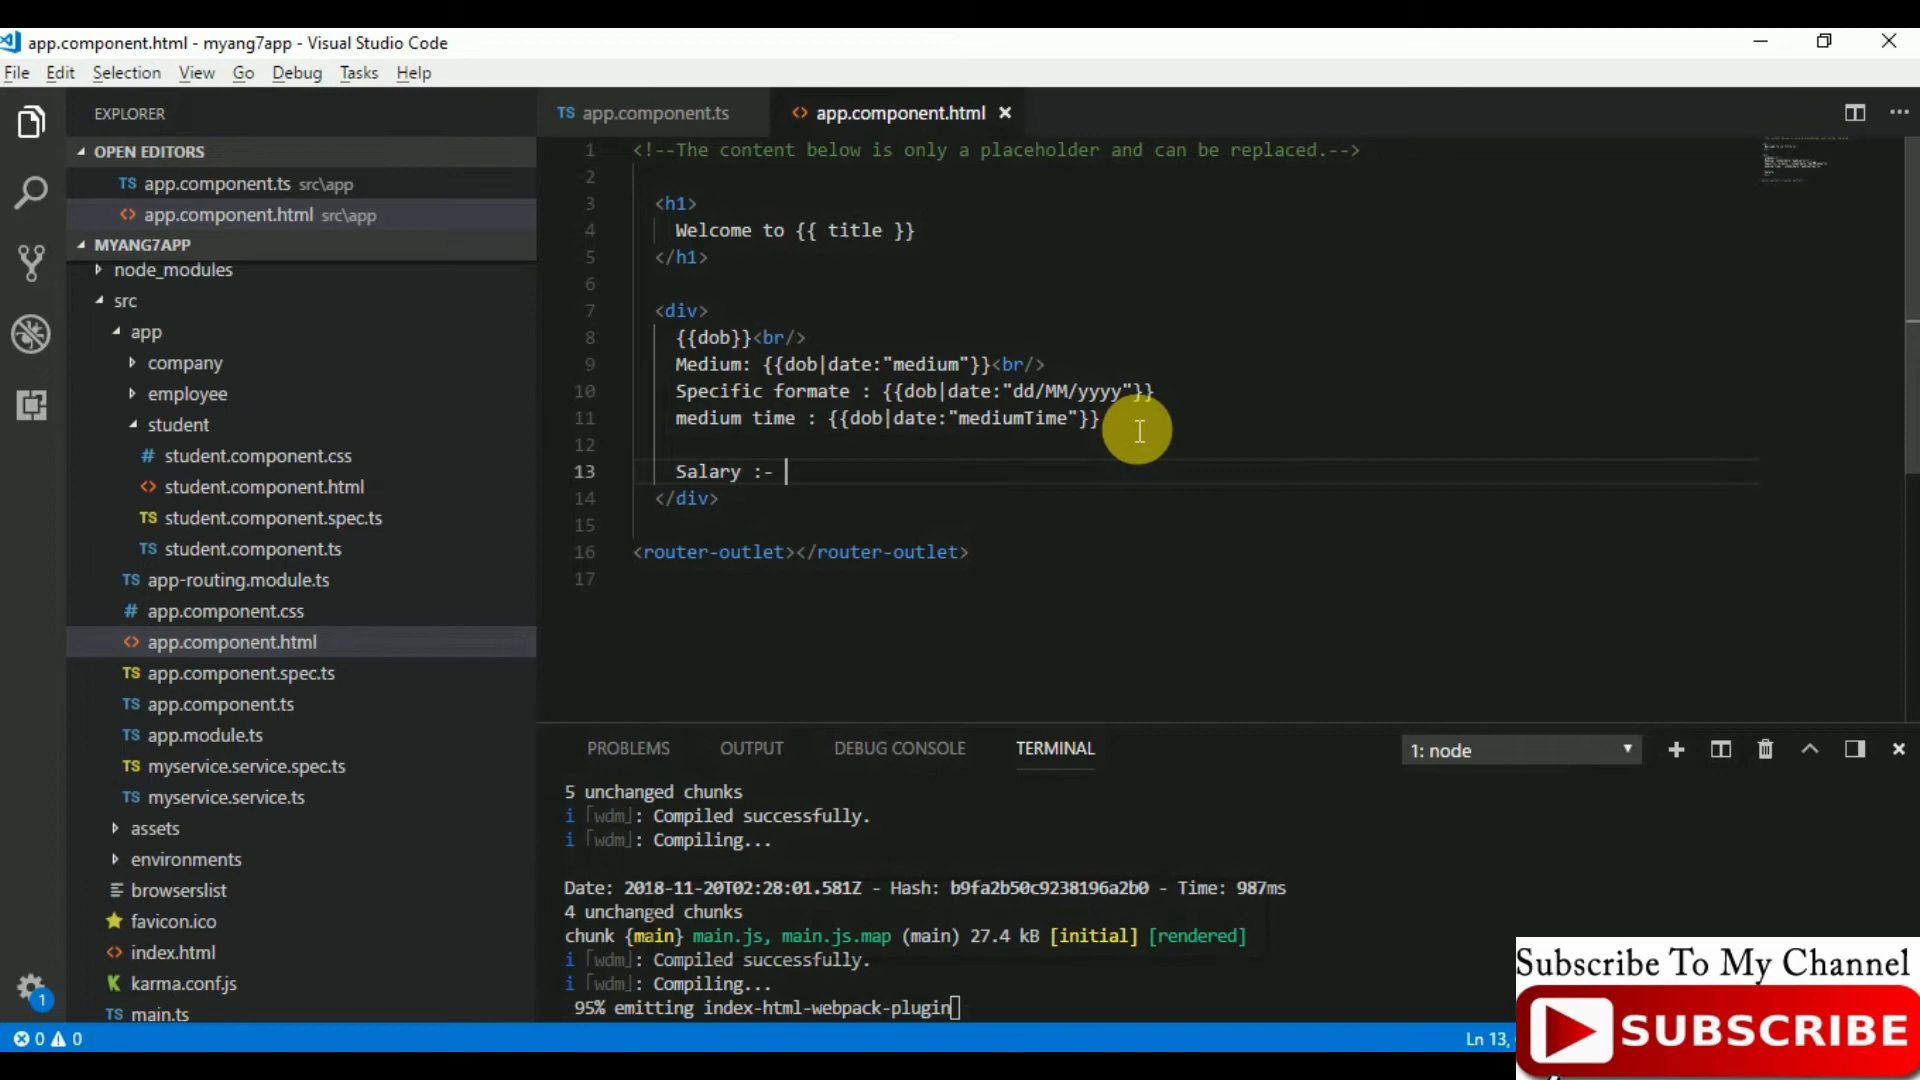 app.component.html - myang7app - Visual Studio Code
File Edit Selection View Go Debug Tasks Help
EXPLORER
OPEN EDITORS
TS app.component.ts src\app
<> app.component.html src\app
MYANG7APP
node_modules
src
app
company
employee
student
# student.component.css
<> student.component.html
TS student.component.spec.ts
TS student.component.ts
TS app-routing.module.ts
# app.component.css
<> app.component.html
TS app.component.spec.ts
TS app.component.ts
TS app.module.ts
TS myservice.service.spec.ts
TS myservice.service.ts
assets
environments
browserslist
favicon.ico
<> index.html
K karma.conf.js
TS main.ts
1
TS app.component.ts <> app.component.html
1 <!--The content below is only a placeholder and can be replaced.-->
2
3 <h1>
4 Welcome to {{ title }}
5 </h1>
6
7 <div>
8 {{dob}}<br/>
9 Medium: {{dob|date:"medium"}}<br/>
10 Specific formate : {{dob|date:"dd/MM/yyyy"}}
11 medium time : {{dob|date:"mediumTime"}}
12
13 Salary :-
14 </div>
15
16 <router-outlet></router-outlet>
17
PROBLEMS OUTPUT DEBUG CONSOLE TERMINAL 1: node
5 unchanged chunks
i ｢wdm｣: Compiled successfully.
i ｢wdm｣: Compiling...
Date: 2018-11-20T02:28:01.581Z - Hash: b9fa2b50c9238196a2b0 - Time: 987ms
4 unchanged chunks
chunk {main} main.js, main.js.map (main) 27.4 kB [initial] [rendered]
i ｢wdm｣: Compiled successfully.
i ｢wdm｣: Compiling...
95% emitting index-html-webpack-plugin
0 0 Ln 13,
Subscribe To My Channel
SUBSCRIBE